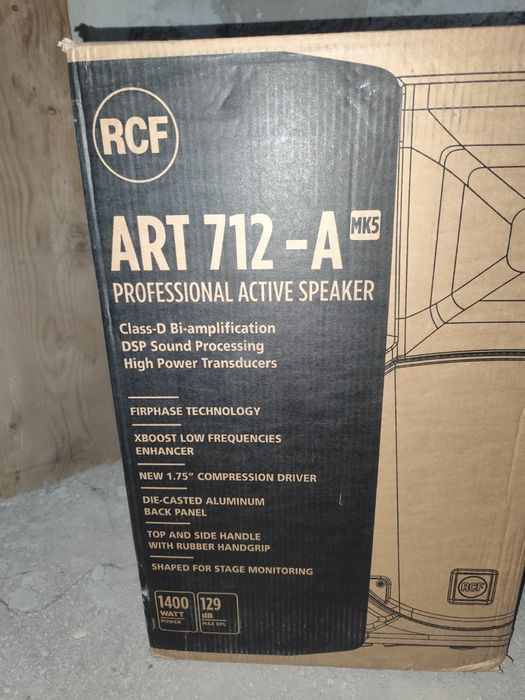 RCF
ART 712-A MK5
PROFESSIONAL ACTIVE SPEAKER
Class-D Bi-amplification
DSP Sound Processing
High Power Transducers
FIRPHASE TECHNOLOGY
XBOOST LOW FREQUENCIES
ENHANCER
NEW 1.75" COMPRESSION DRIVER
DIE-CASTED ALUMINUM
BACK PANEL
TOP AND SIDE HANDLE
WITH RUBBER HANDGRIP
SHAPED FOR STAGE MONITORING
1400
WATT
POWER
129
dB
MAX SPL
RCF